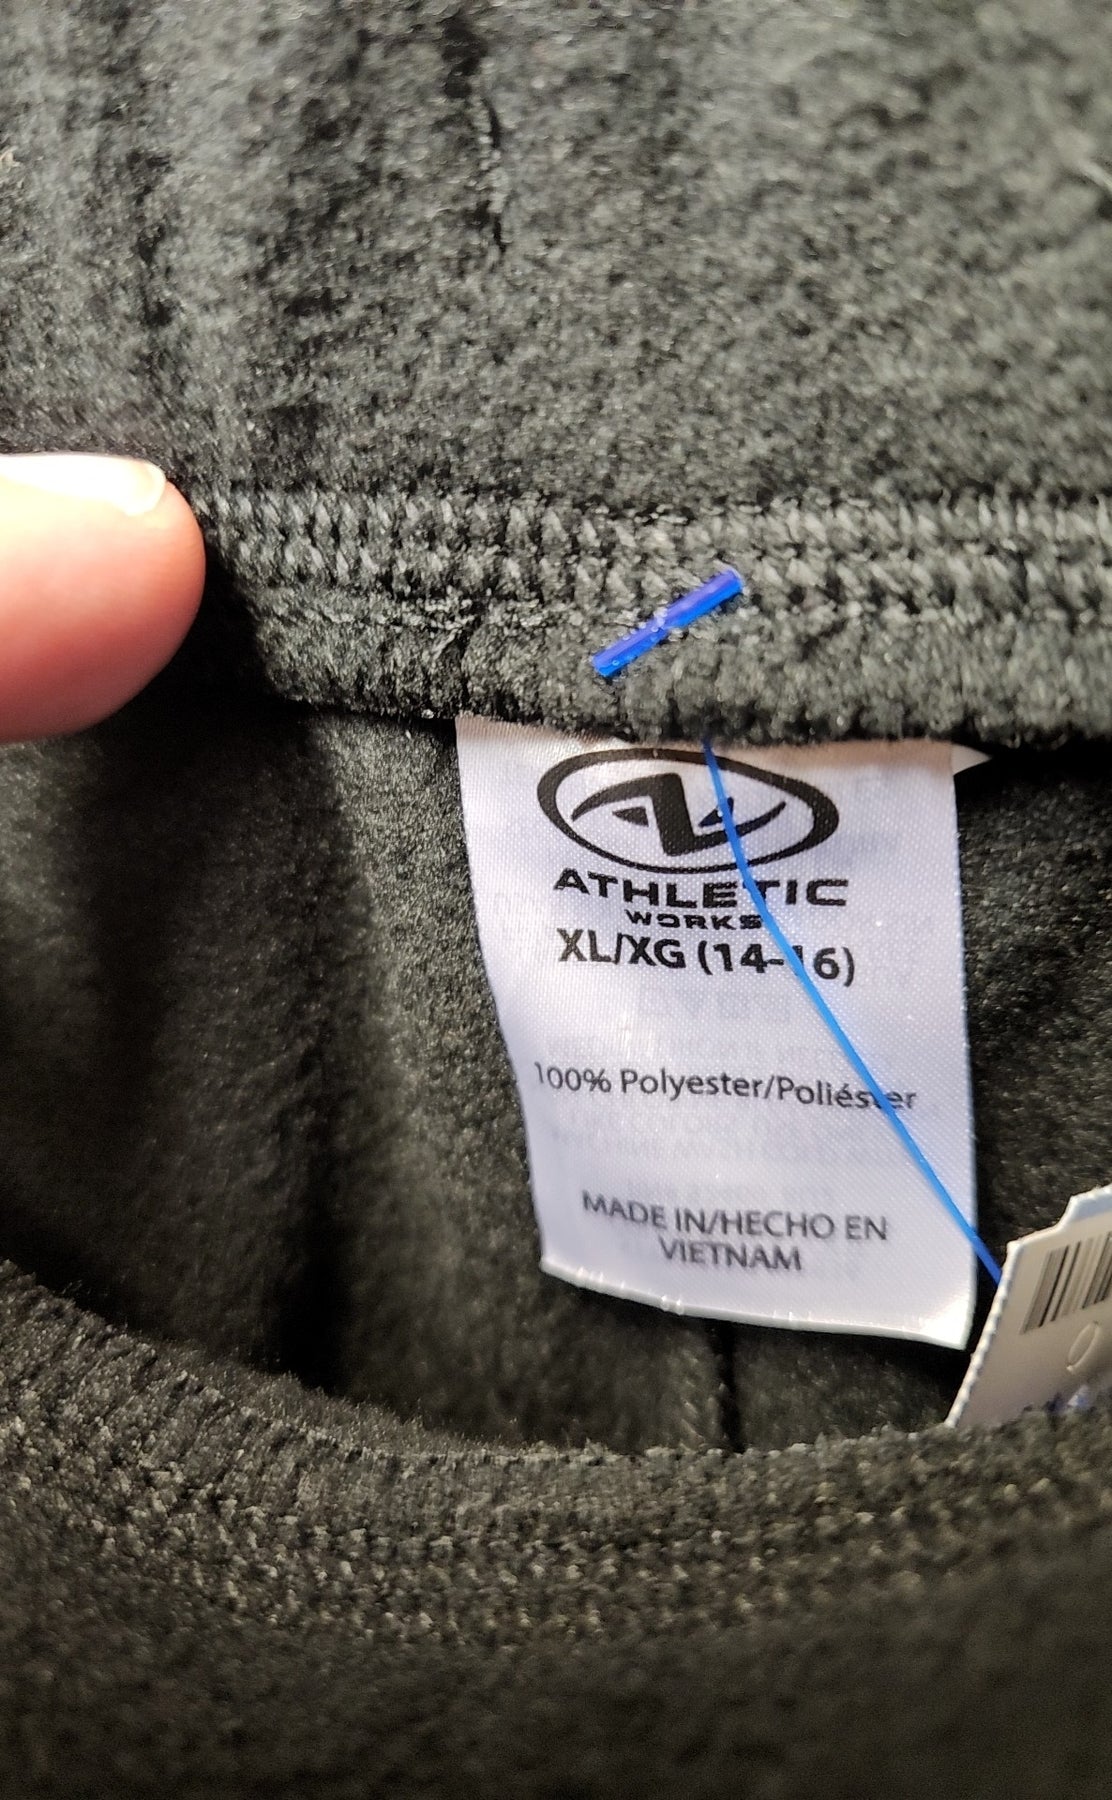 ATHLETIC
WORKS
XL/XG (14-16)
100% Polyester/Poliéster
MADE IN/HECHO EN
VIETNAM